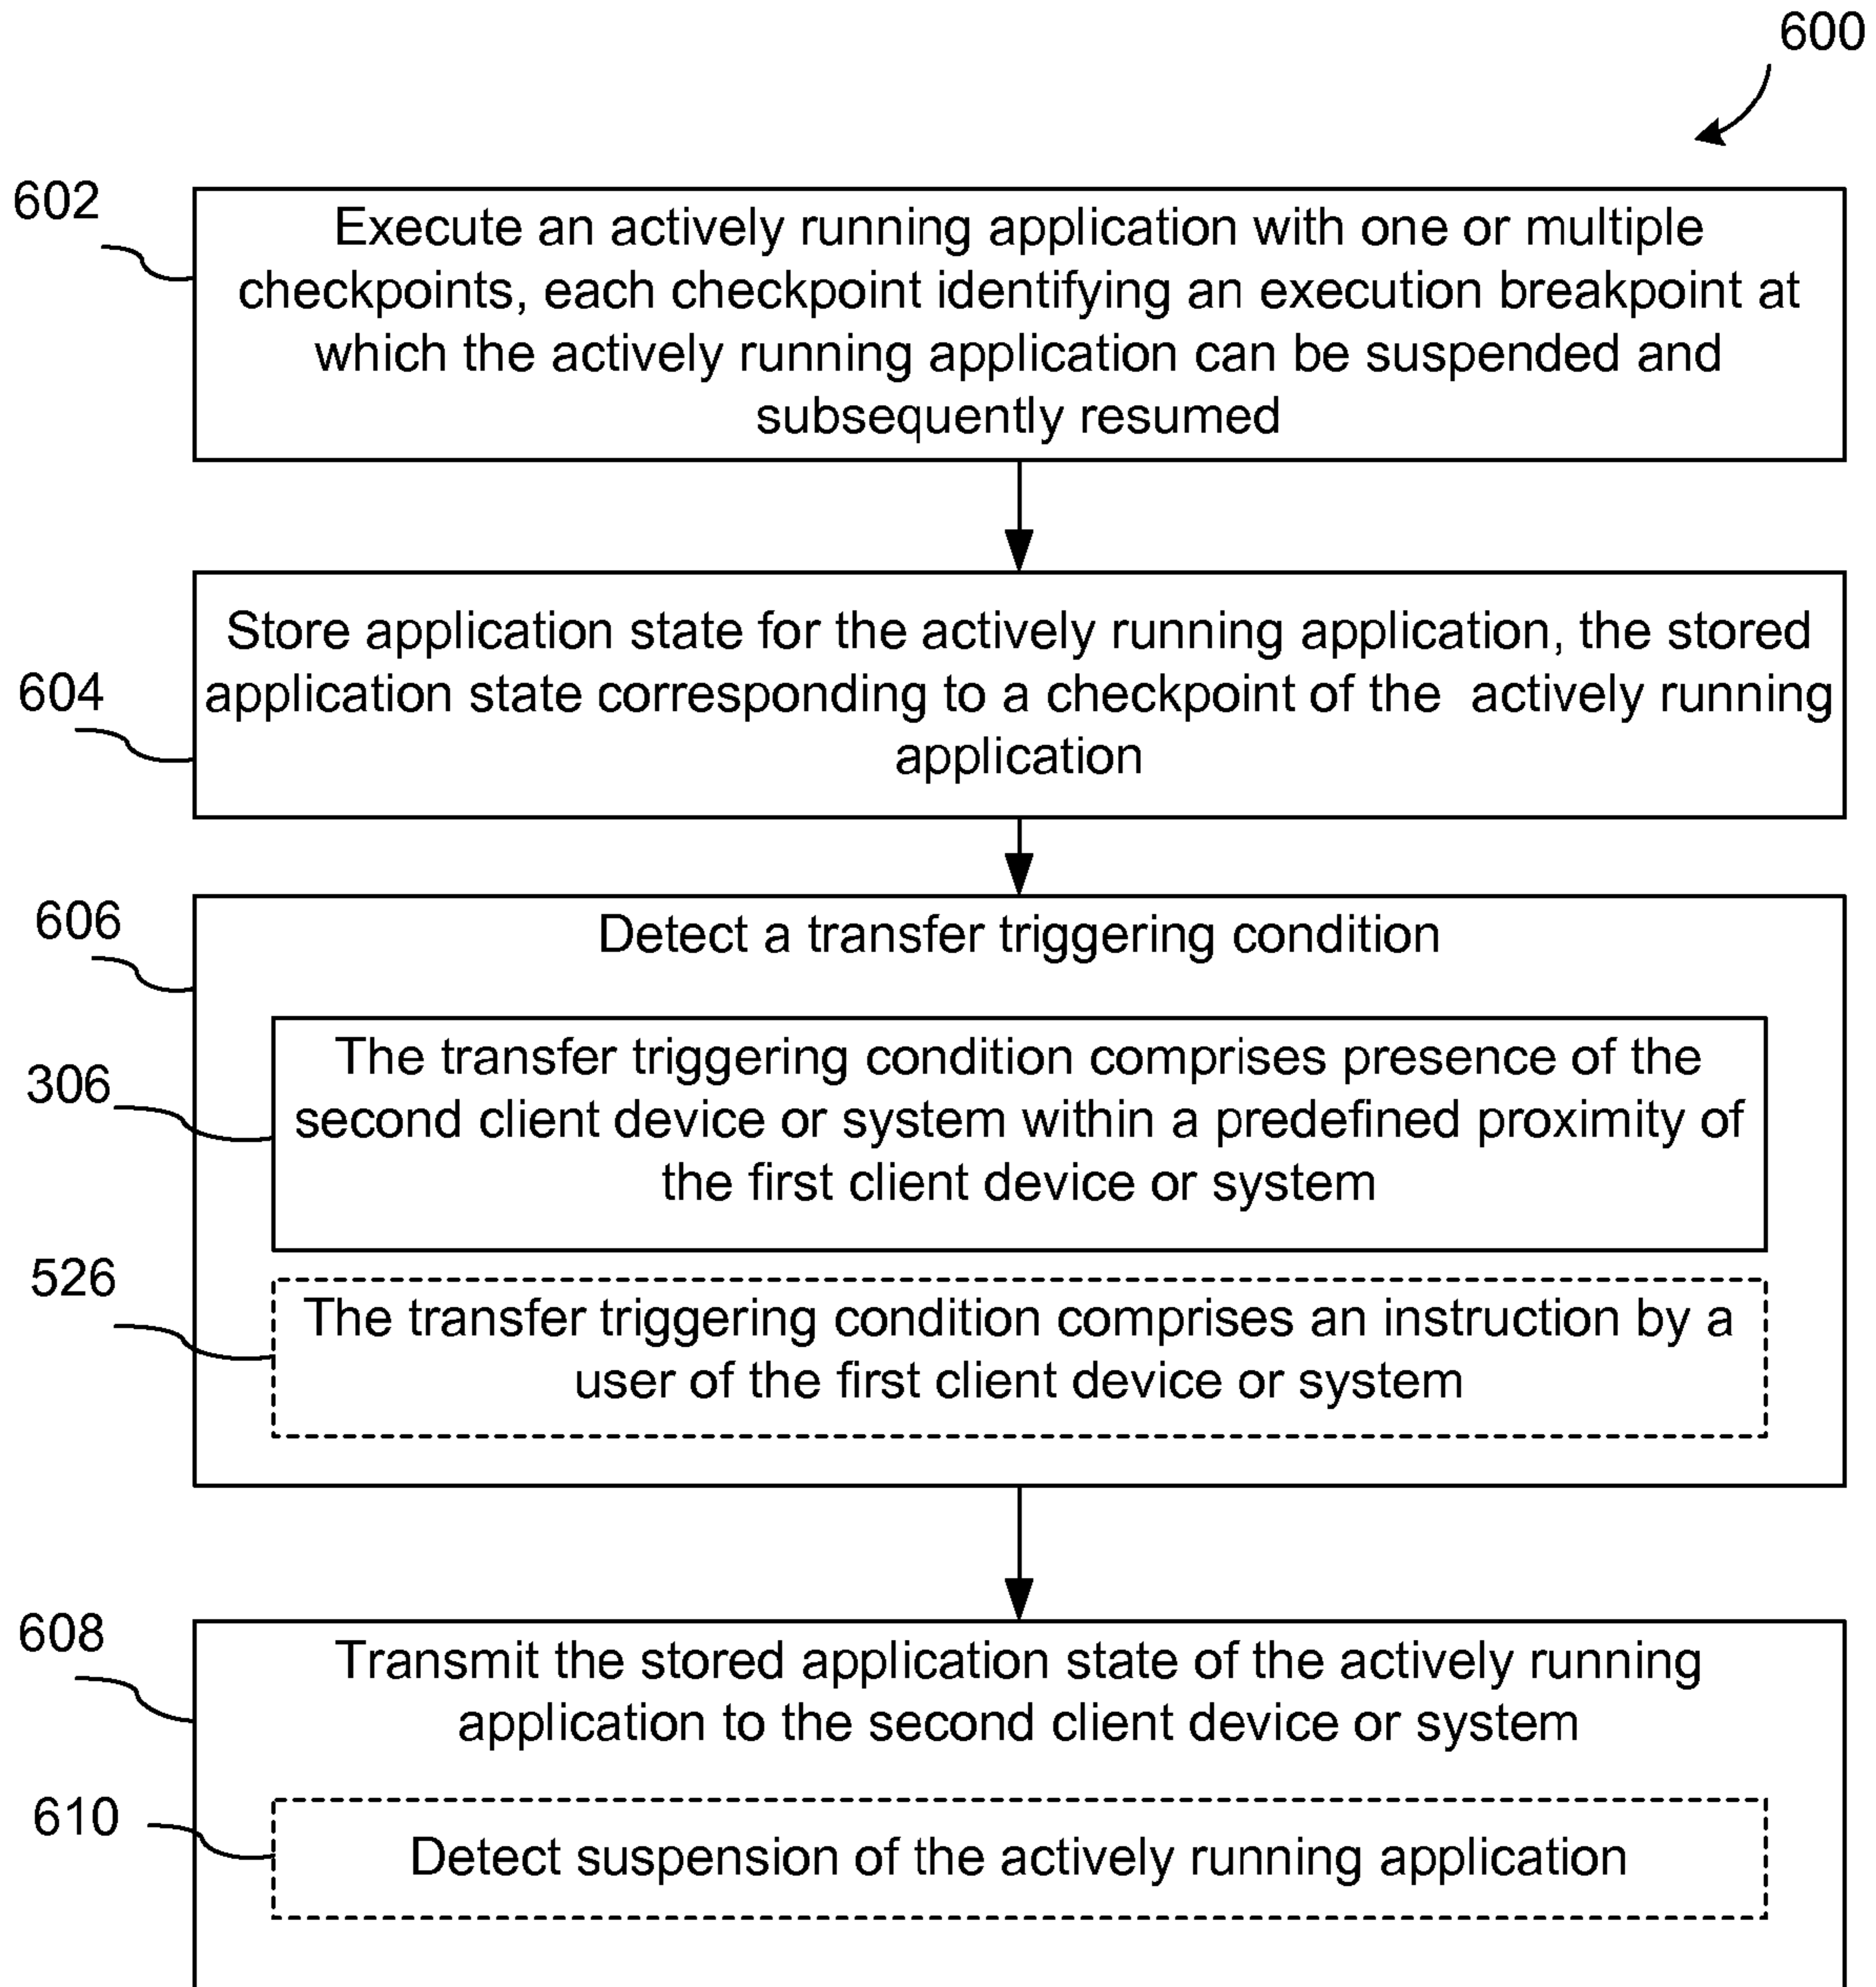 600
602
Execute an actively running application with one or multiple
checkpoints, each checkpoint identifying an execution breakpoint at
which the actively running application can be suspended and
subsequently resumed
604
Store application state for the actively running application, the stored
application state corresponding to a checkpoint of the actively running
application
606
Detect a transfer triggering condition
306
The transfer triggering condition comprises presence of the
second client device or system within a predefined proximity of
the first client device or system
526
The transfer triggering condition comprises an instruction by a
user of the first client device or system
608
Transmit the stored application state of the actively running
application to the second client device or system
610
Detect suspension of the actively running application